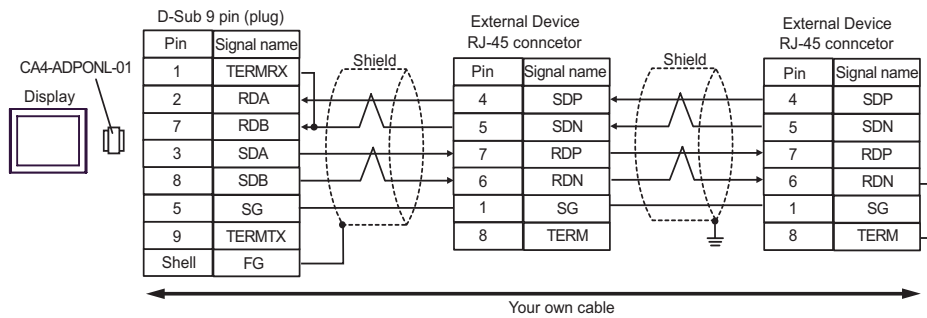 D-Sub 9 pin (plug)
External Device
RJ-45 conncetor
External Device
RJ-45 conncetor
CA4-ADPONL-01
Display
Pin Signal name
1 TERMRX
2 RDA
7 RDB
3 SDA
8 SDB
5 SG
9 TERMTX
Shell FG
Shield
Pin Signal name
4 SDP
5 SDN
7 RDP
6 RDN
1 SG
8 TERM
Shield
Pin Signal name
4 SDP
5 SDN
7 RDP
6 RDN
1 SG
8 TERM
Your own cable